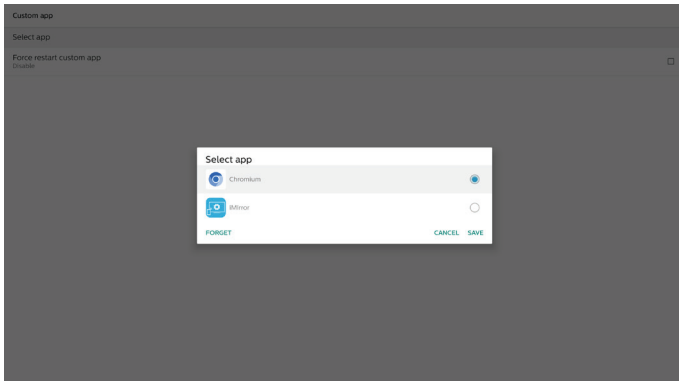 Custom app
Select app
Force restart custom app
Disable
Select app
Chromium
iMirror
FORGET
CANCEL SAVE